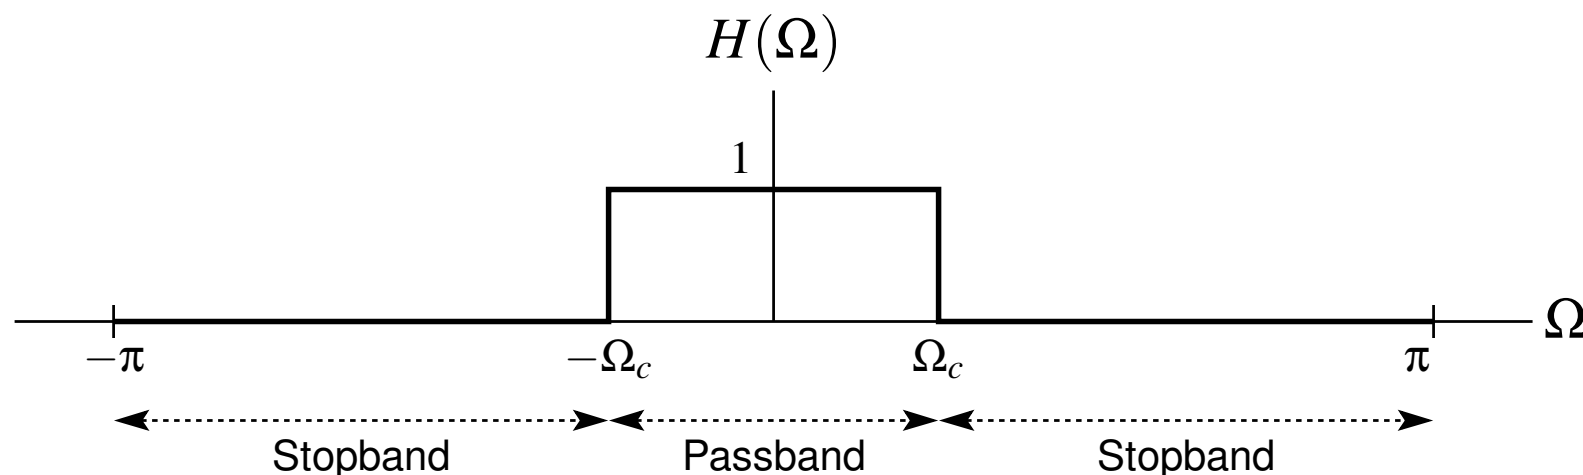 H(Ω)
1
Ω
−π −Ω_c Ω_c π
Stopband Passband Stopband